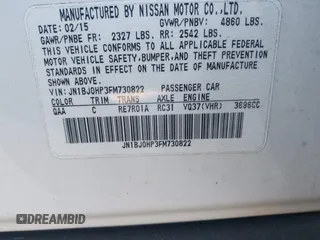 MANUFACTURED BY NISSAN MOTOR CO.,LTD.
02/15 GVWR/PNBV: 4860 LBS.
GAWR/PNBE FR: 2327 LBS RR: 2542 LBS.
THIS VEHICLE CONFORMS TO ALL APPLICABLE FEDERAL
MOTOR VEHICLE SAFETY,BUMPER,AND THEFT PREVENTION
STANDARDS IN EFFECT ON THE DATE OF MANUFACTURE
SHOWN ABOVE.
VIN: JN1BJ0HP3FM730822 PASSENGER CAR
COLOR TRIM TRANS AXLE ENGINE
QAA C RE7R01A RC31 VQ37(VHR) 3696CC
JN1BJ0HP3FM730822
DREAMBID